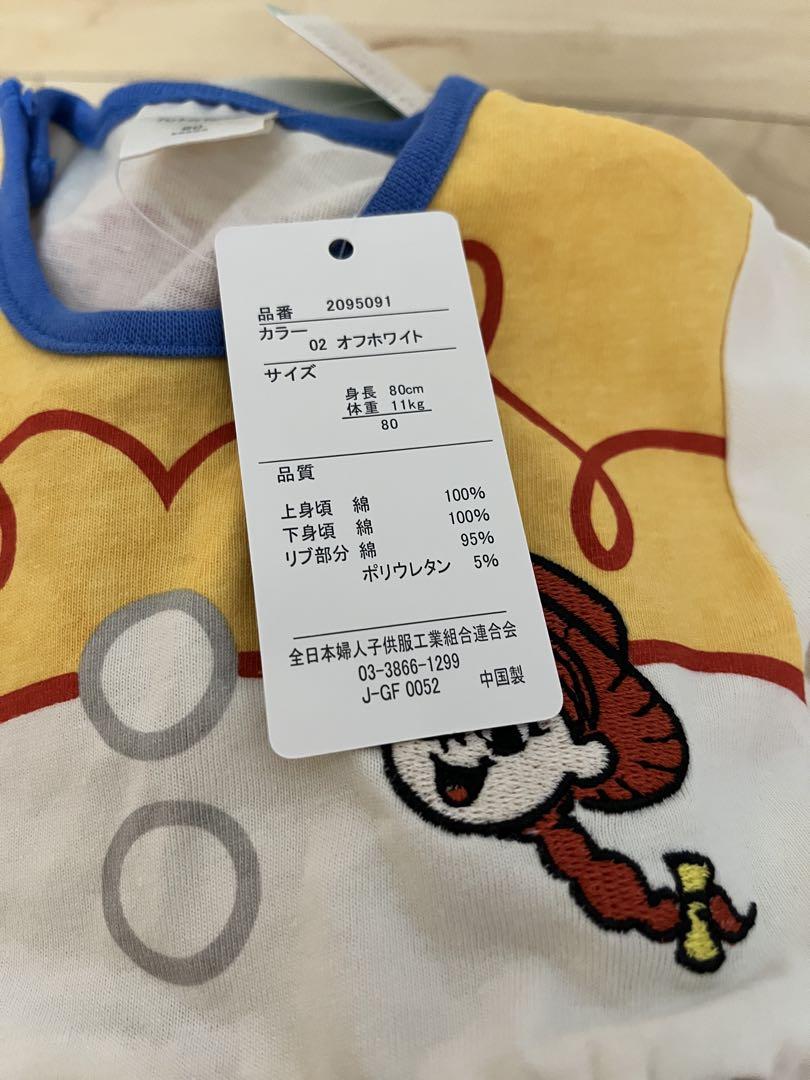 80
品番 2095091
カラー
02 オフホワイト
サイズ
身長 80cm
体重 11kg
80
品質
上身頃 綿 100%
下身頃 綿 100%
リブ部分 綿 95%
ポリウレタン 5%
全日本婦人子供服工業組合連合会
03-3866-1299
J-GF 0052 中国製